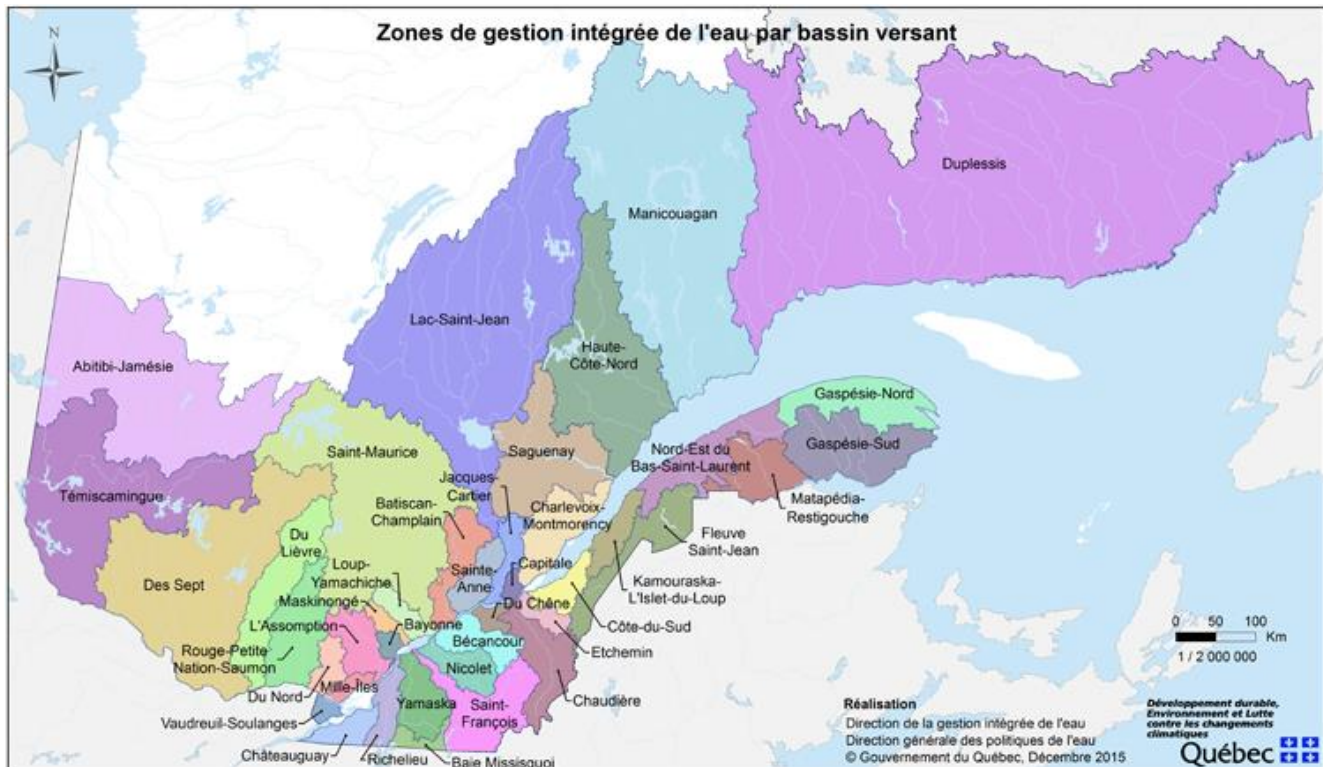 Zones de gestion intégrée de l'eau par bassin versant
N
Duplessis
Manicouagan
Lac-Saint-Jean
Haute-
Côte-Nord
Abitibi-Jamésie
Gaspésie-Nord
Gaspésie-Sud
Nord-Est du
Bas-Saint-Laurent
Saint-Maurice
Saguenay
Témiscamingue
Jacques-
Cartier
Batiscan-
Champlain
Charlevoix-
Montmorency
Matapédia-
Restigouche
Fleuve
Saint-Jean
Du
Lièvre
Loup-
Yamachiche
Sainte-
Anne
Capitale
Des Sept
Maskinongé
Kamouraska-
L'Islet-du-Loup
Du Chêne
L'Assomption
Bayonne
Côte-du-Sud
Bécancour
Etchemin
Rouge-Petite
Nation-Saumon
Nicolet
Du Nord
Mille-Îles
Yamaska
Saint-
François
Chaudière
Vaudreuil-Soulanges
Châteauguay
Richelieu
Baie Missisquoi
0 50 100
Km
1 / 2 000 000
Réalisation
Direction de la gestion intégrée de l'eau
Direction générale des politiques de l'eau
© Gouvernement du Québec, Décembre 2015
Développement durable,
Environnement et Lutte
contre les changements
climatiques
Québec